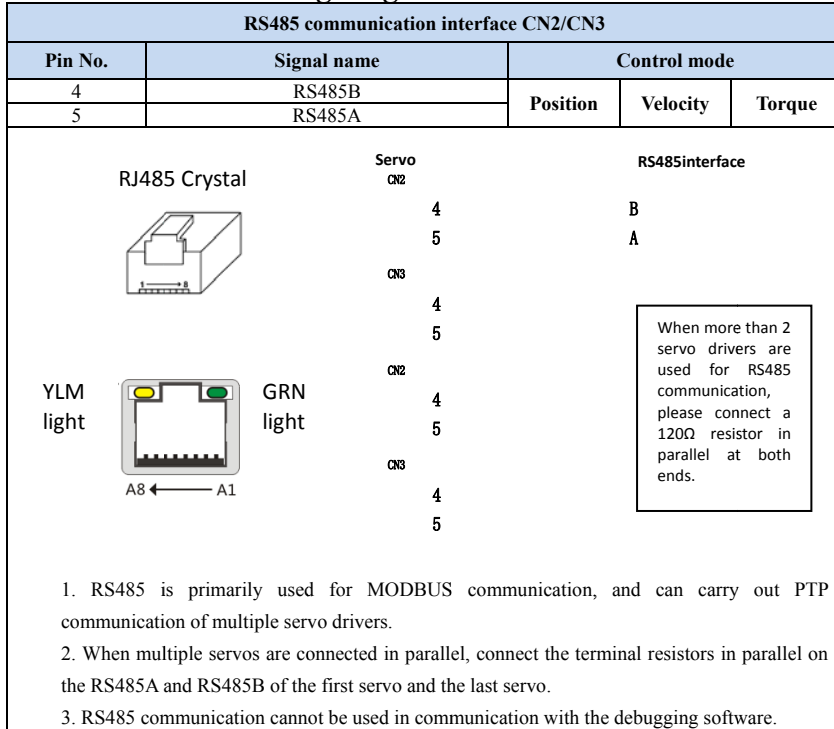 RS485 communication interface CN2/CN3
Pin No. Signal name Control mode
4 RS485B Position Velocity Torque
5 RS485A
RJ485 Crystal
1 8
YLM
light
GRN
light
A8 A1
Servo
CN2
4
5
CN3
4
5
CN2
4
5
CN3
4
5
RS485interface
B
A
When more than 2
servo drivers are
used for RS485
communication,
please connect a
120Ω resistor in
parallel at both
ends.
1. RS485 is primarily used for MODBUS communication, and can carry out PTP
communication of multiple servo drivers.
2. When multiple servos are connected in parallel, connect the terminal resistors in parallel on
the RS485A and RS485B of the first servo and the last servo.
3. RS485 communication cannot be used in communication with the debugging software.